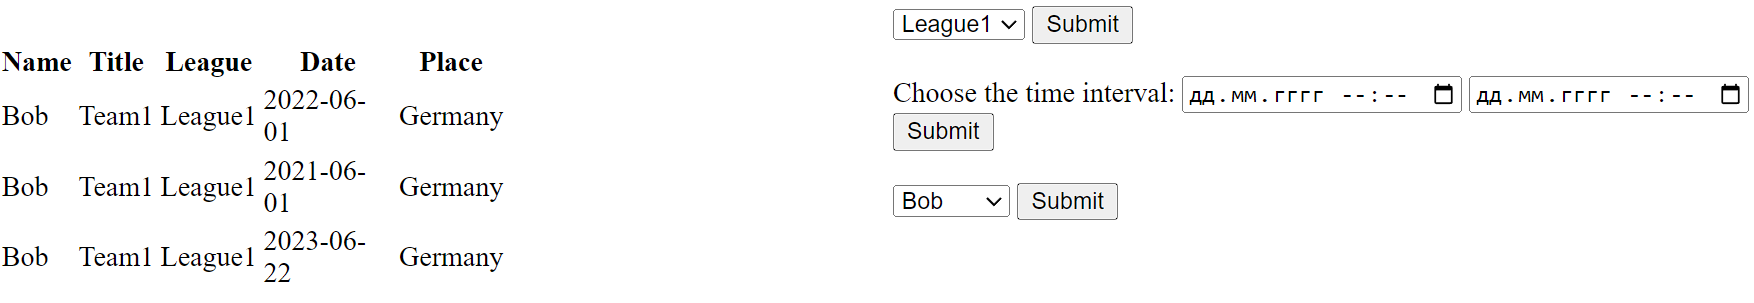 League1 Submit
Name Title League Date Place
Choose the time interval: дд.мм.гггг --:-- дд.мм.гггг --:--
Bob Team1 League1 2022-06-
01 Germany
Submit
Bob Team1 League1 2021-06-
01 Germany
Bob Submit
Bob Team1 League1 2023-06-
22 Germany